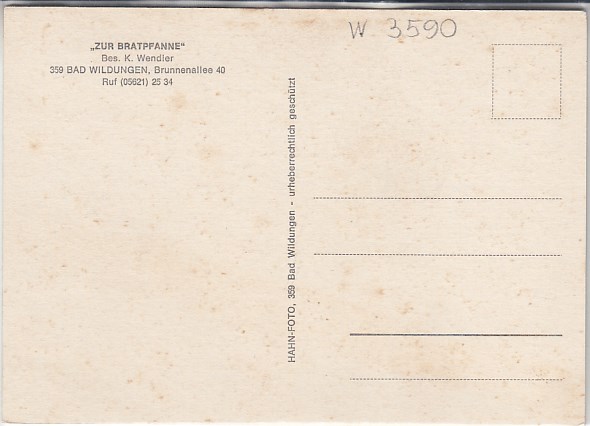 W 3590
„ZUR BRATPFANNE“
Bes. K. Wendler
359 BAD WILDUNGEN, Brunnenallee 40
Ruf (05621) 25 34
HAHN-FOTO, 359 Bad Wildungen - urheberrechtlich geschützt